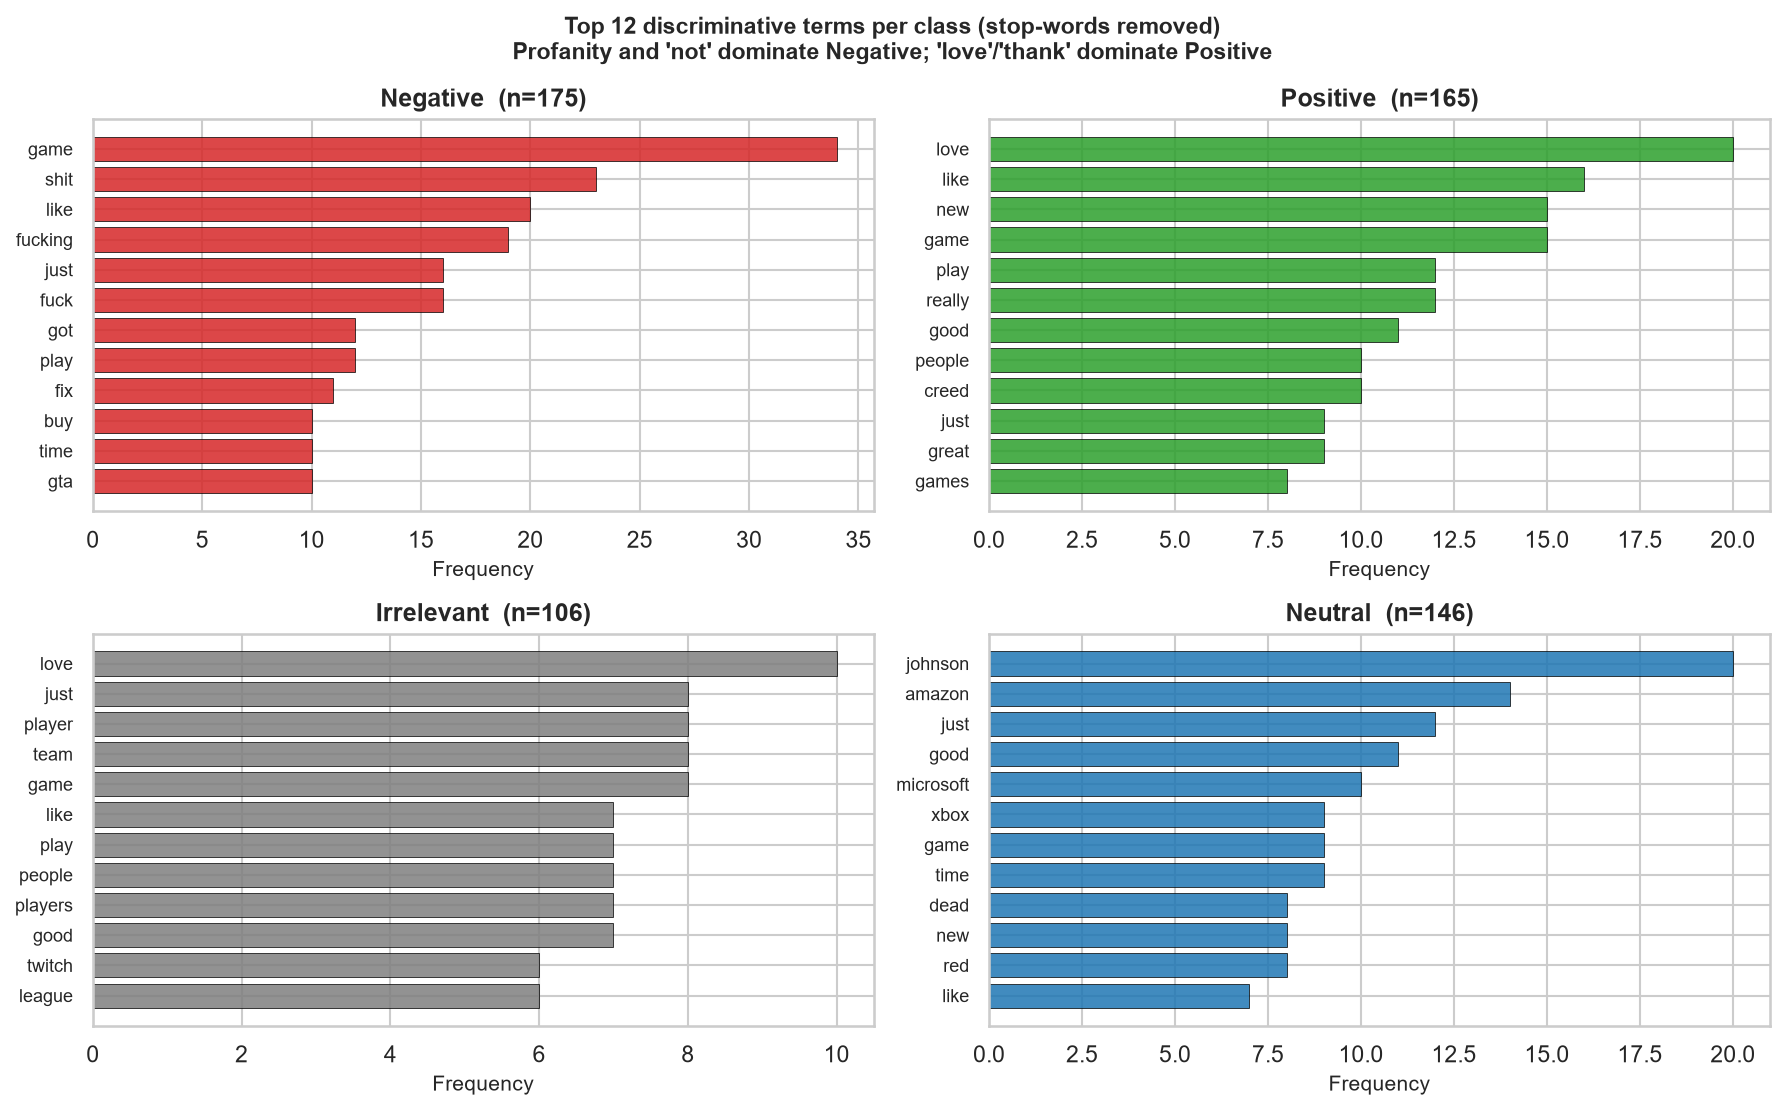 Top 12 discriminative terms per class (stop-words removed)
Profanity and 'not' dominate Negative; 'love'/'thank' dominate Positive
Negative  (n=175)
game
shit
like
fucking
just
fuck
got
play
fix
buy
time
gta
0 5 10 15 20 25 30 35
Frequency
Positive  (n=165)
love
like
new
game
play
really
good
people
creed
just
great
games
0.0 2.5 5.0 7.5 10.0 12.5 15.0 17.5 20.0
Frequency
Irrelevant  (n=106)
love
just
player
team
game
like
play
people
players
good
twitch
league
0 2 4 6 8 10
Frequency
Neutral  (n=146)
johnson
amazon
just
good
microsoft
xbox
game
time
dead
new
red
like
0.0 2.5 5.0 7.5 10.0 12.5 15.0 17.5 20.0
Frequency